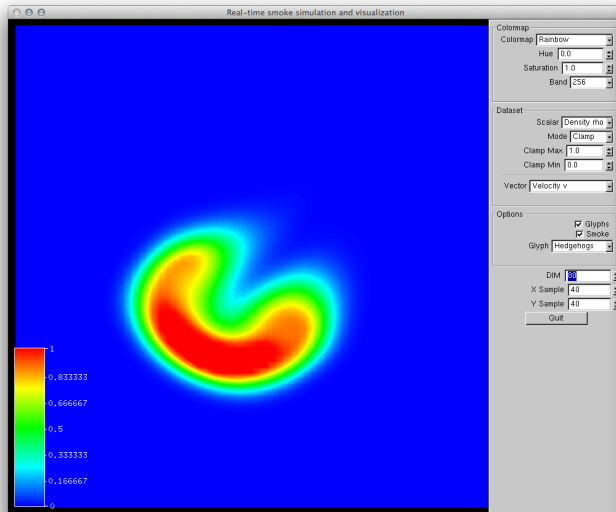 Real-time smoke simulation and visualization
Colormap
Colormap Rainbow
Hue 0.0
Saturation 1.0
Band 256
Dataset
Scalar Density rho
Mode Clamp
Clamp Max 1.0
Clamp Min 0.0
Vector Velocity v
Options
Glyphs
Smoke
Glyph Hedgehogs
DIM 80
X Sample 40
Y Sample 40
Quit
1
0.833333
0.666667
0.5
0.333333
0.166667
0